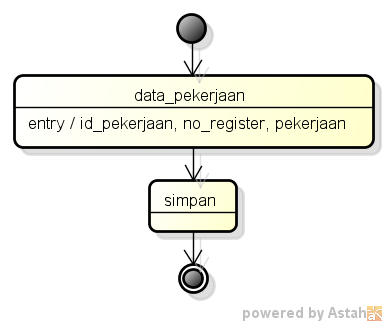 data_pekerjaan
entry / id_pekerjaan, no_register, pekerjaan
simpan
powered by Astah